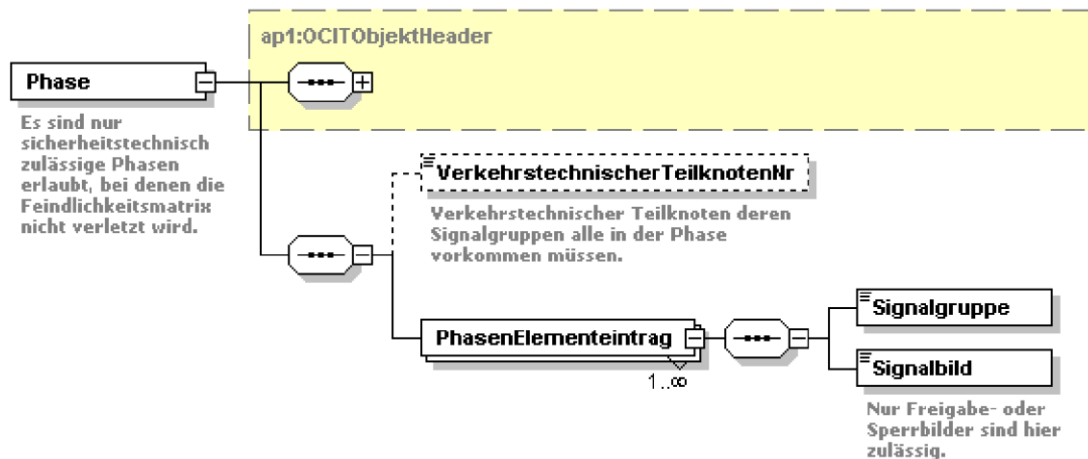 ap1:OCITObjektHeader
Phase
Es sind nur
sicherheitstechnisch
zulässige Phasen
erlaubt, bei denen die
Feindlichkeitsmatrix
nicht verletzt wird.
VerkehrstechnischerTeilknotenNr
Verkehrstechnischer Teilknoten deren
Signalgruppen alle in der Phase
vorkommen müssen.
PhasenElementeintrag
1..∞
Signalgruppe
Signalbild
Nur Freigabe- oder
Sperrbilder sind hier
zulässig.